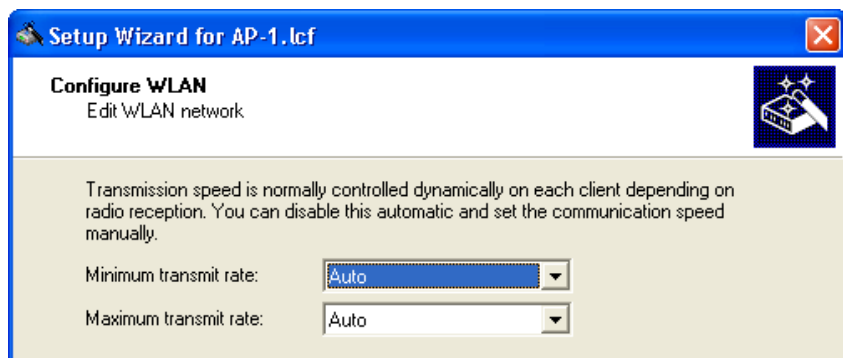 Setup Wizard for AP-1.lcf
Configure WLAN
Edit WLAN network
Transmission speed is normally controlled dynamically on each client depending on
radio reception. You can disable this automatic and set the communication speed
manually.
Minimum transmit rate: Auto
Maximum transmit rate: Auto